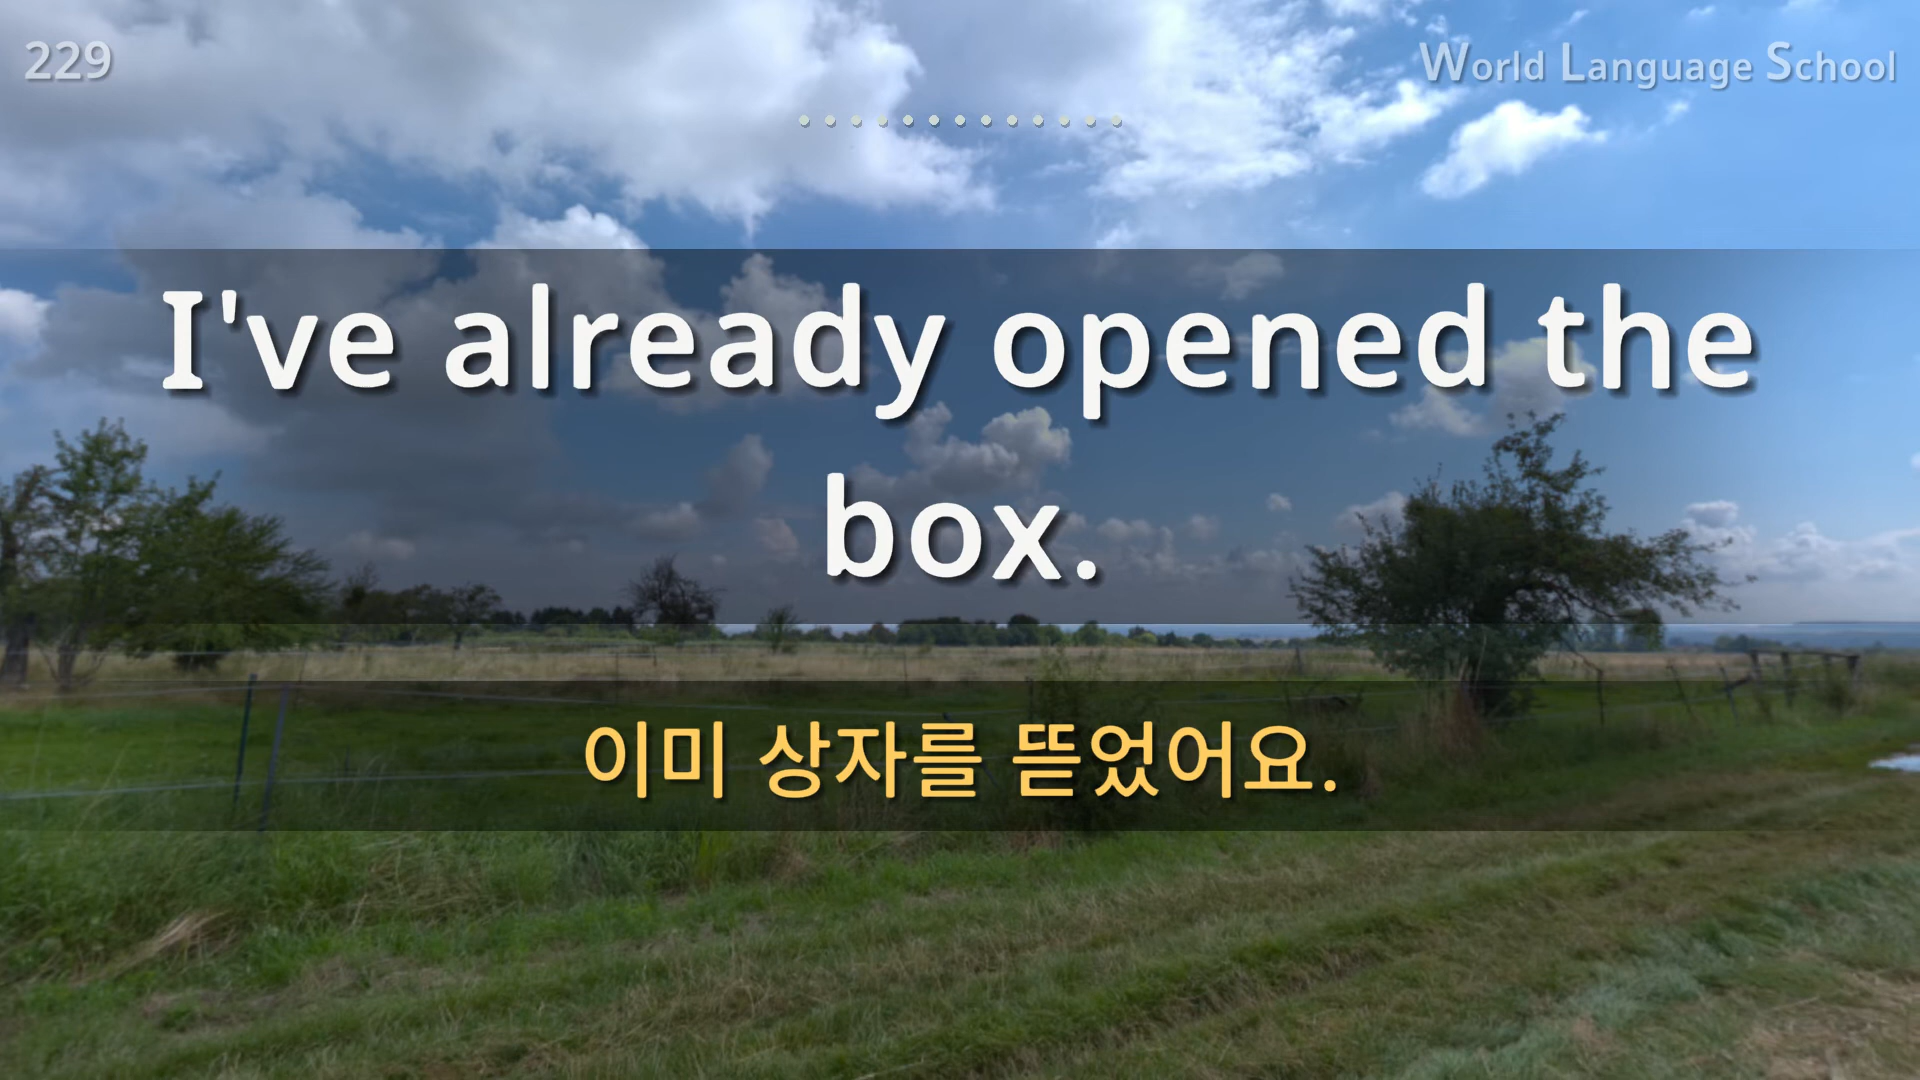 229
World Language School
I've already opened the
box.
이미 상자를 뜯었어요.